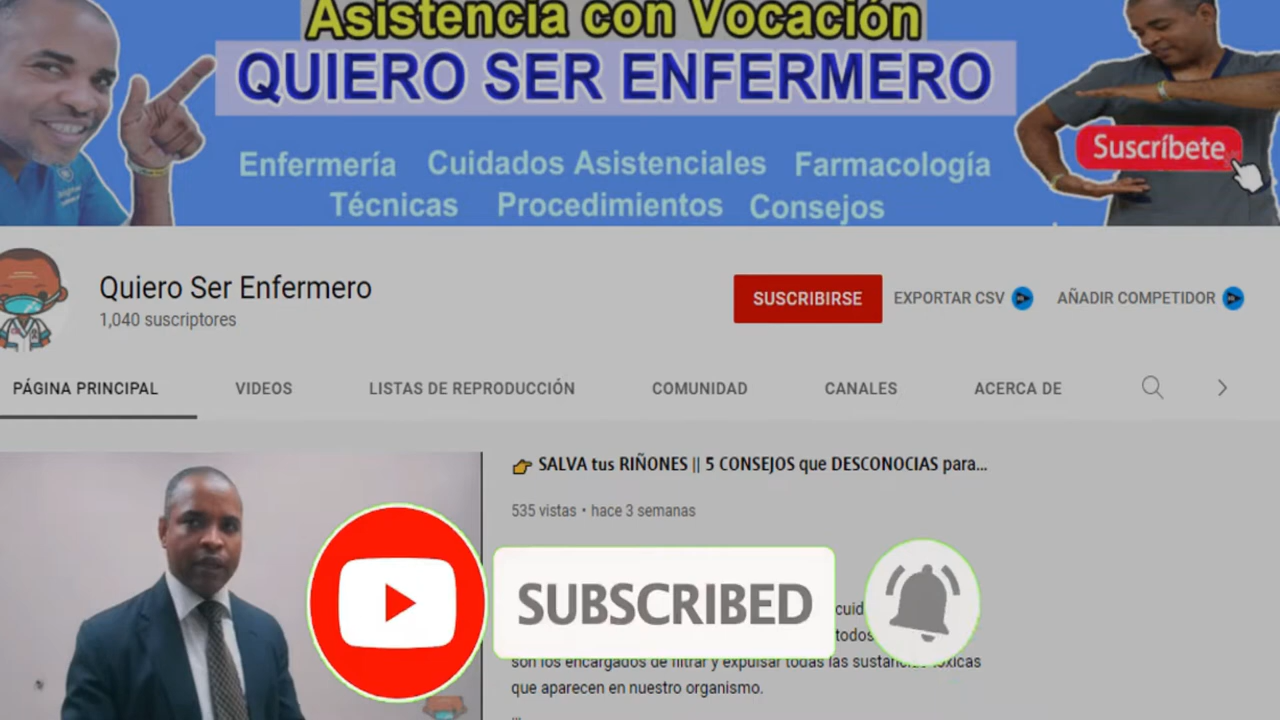 Asistencia con Vocación
QUIERO SER ENFERMERO
Enfermería Cuidados Asistenciales Farmacología
Técnicas Procedimientos Consejos
Suscríbete
Quiero Ser Enfermero
1,040 suscriptores
SUSCRIBIRSE
EXPORTAR CSV
AÑADIR COMPETIDOR
PÁGINA PRINCIPAL VIDEOS LISTAS DE REPRODUCCIÓN COMUNIDAD CANALES ACERCA DE
👉 SALVA tus RIÑONES || 5 CONSEJOS que DESCONOCIAS para...
535 vistas • hace 3 semanas
SUBSCRIBED
cuid
todos
son los encargados de filtrar y expulsar todas las
que aparecen en nuestro organismo.
...